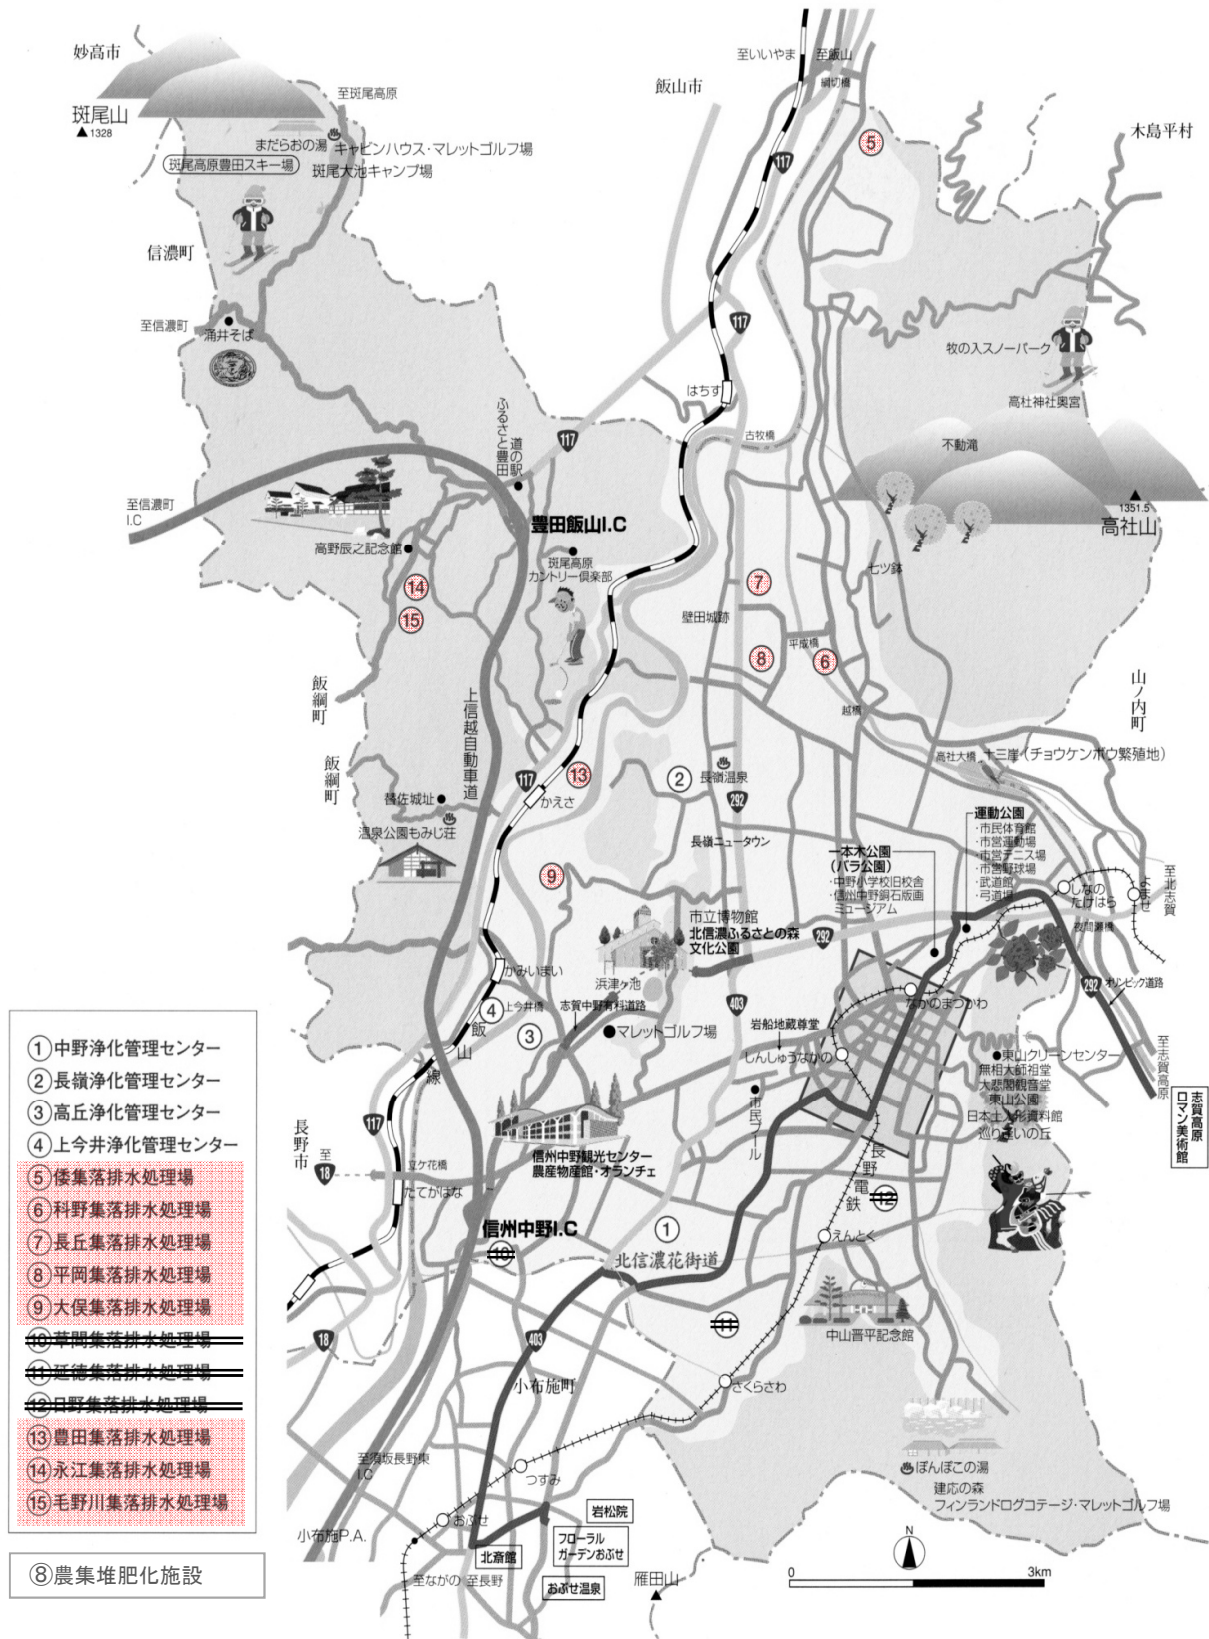 妙高市
斑尾山
▲1328
至斑尾高原
まだらおの湯
キャビンハウス・マレットゴルフ場
斑尾高原豊田スキー場
斑尾大池キャンプ場
信濃町
至信濃町
涌井そば
至いいやま
至飯山
綱切橋
飯山市
117
5
木島平村
117
牧の入スノーパーク
高杜神社奥宮
はちす
古牧橋
不動滝
1351.5
高社山
ふるさと豊田
道の駅
117
至信濃町
I.C
豊田飯山I.C
高野辰之記念館
斑尾高原
カントリー倶楽部
14
15
7
七ツ鉢
壁田城跡
8
平成橋
6
越橋
飯綱町
飯綱町
上信越自動車道
山ノ内町
高社大橋
十三崖(チョウゲンボウ繁殖地)
117
13
かえさ
2
長嶺温泉
292
替佐城址
温泉公園もみじ荘
長嶺ニュータウン
9
運動公園
・市民体育館
・市営運動場
・市営テニス場
・市営野球場
・武道館
・弓道場
一本木公園
(バラ公園)
・中野小学校旧校舎
・信州中野銅石版画
ミュージアム
しなの
たけはら
よませ
至北志賀
夜間瀬橋
市立博物館
北信濃ふるさとの森
文化公園
292
浜津ヶ池
292
オリンピック道路
かみいまい
4
上今井橋
志賀中野有料道路
403
なかのまつかわ
3
マレットゴルフ場
岩船地蔵尊堂
しんしゅうなかの
飯山線
東山クリーンセンター
無相大師祖堂
大悲閣観音堂
東山公園
日本土人形資料館
巡り逢いの丘
至志賀高原
志賀高原
ロマン美術館
市民プール
117
長野市
至
18
立ケ花橋
たてがはな
信州中野観光センター
農産物産館・オランチェ
長野電鉄
12
信州中野I.C
10
1
えんとく
北信濃花街道
11
中山晋平記念館
18
403
小布施町
さくらさわ
至須坂長野東
I.C
つすみ
ぽんぽこの湯
建応の森
フィンランドログコテージ・マレットゴルフ場
おぶせ
小布施P.A.
岩松院
フローラル
ガーデンおぶせ
北斎館
至ながの
至長野
おぶせ温泉
雁田山
N
0
3km
①中野浄化管理センター
②長嶺浄化管理センター
③高丘浄化管理センター
④上今井浄化管理センター
⑤倭集落排水処理場
⑥科野集落排水処理場
⑦長丘集落排水処理場
⑧平岡集落排水処理場
⑨大俣集落排水処理場
⑩草間集落排水処理場
⑪延徳集落排水処理場
⑫日野集落排水処理場
⑬豊田集落排水処理場
⑭永江集落排水処理場
⑮毛野川集落排水処理場
⑧農集堆肥化施設